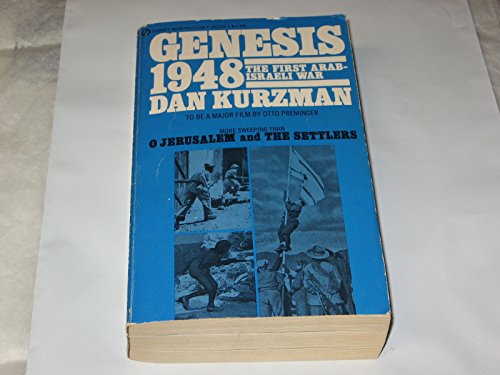 GENESIS
1948 THE FIRST ARAB-
ISRAELI WAR
DAN KURZMAN
TO BE A MAJOR FILM BY OTTO PREMINGER
MORE SWEEPING THAN
O JERUSALEM and THE SETTLERS